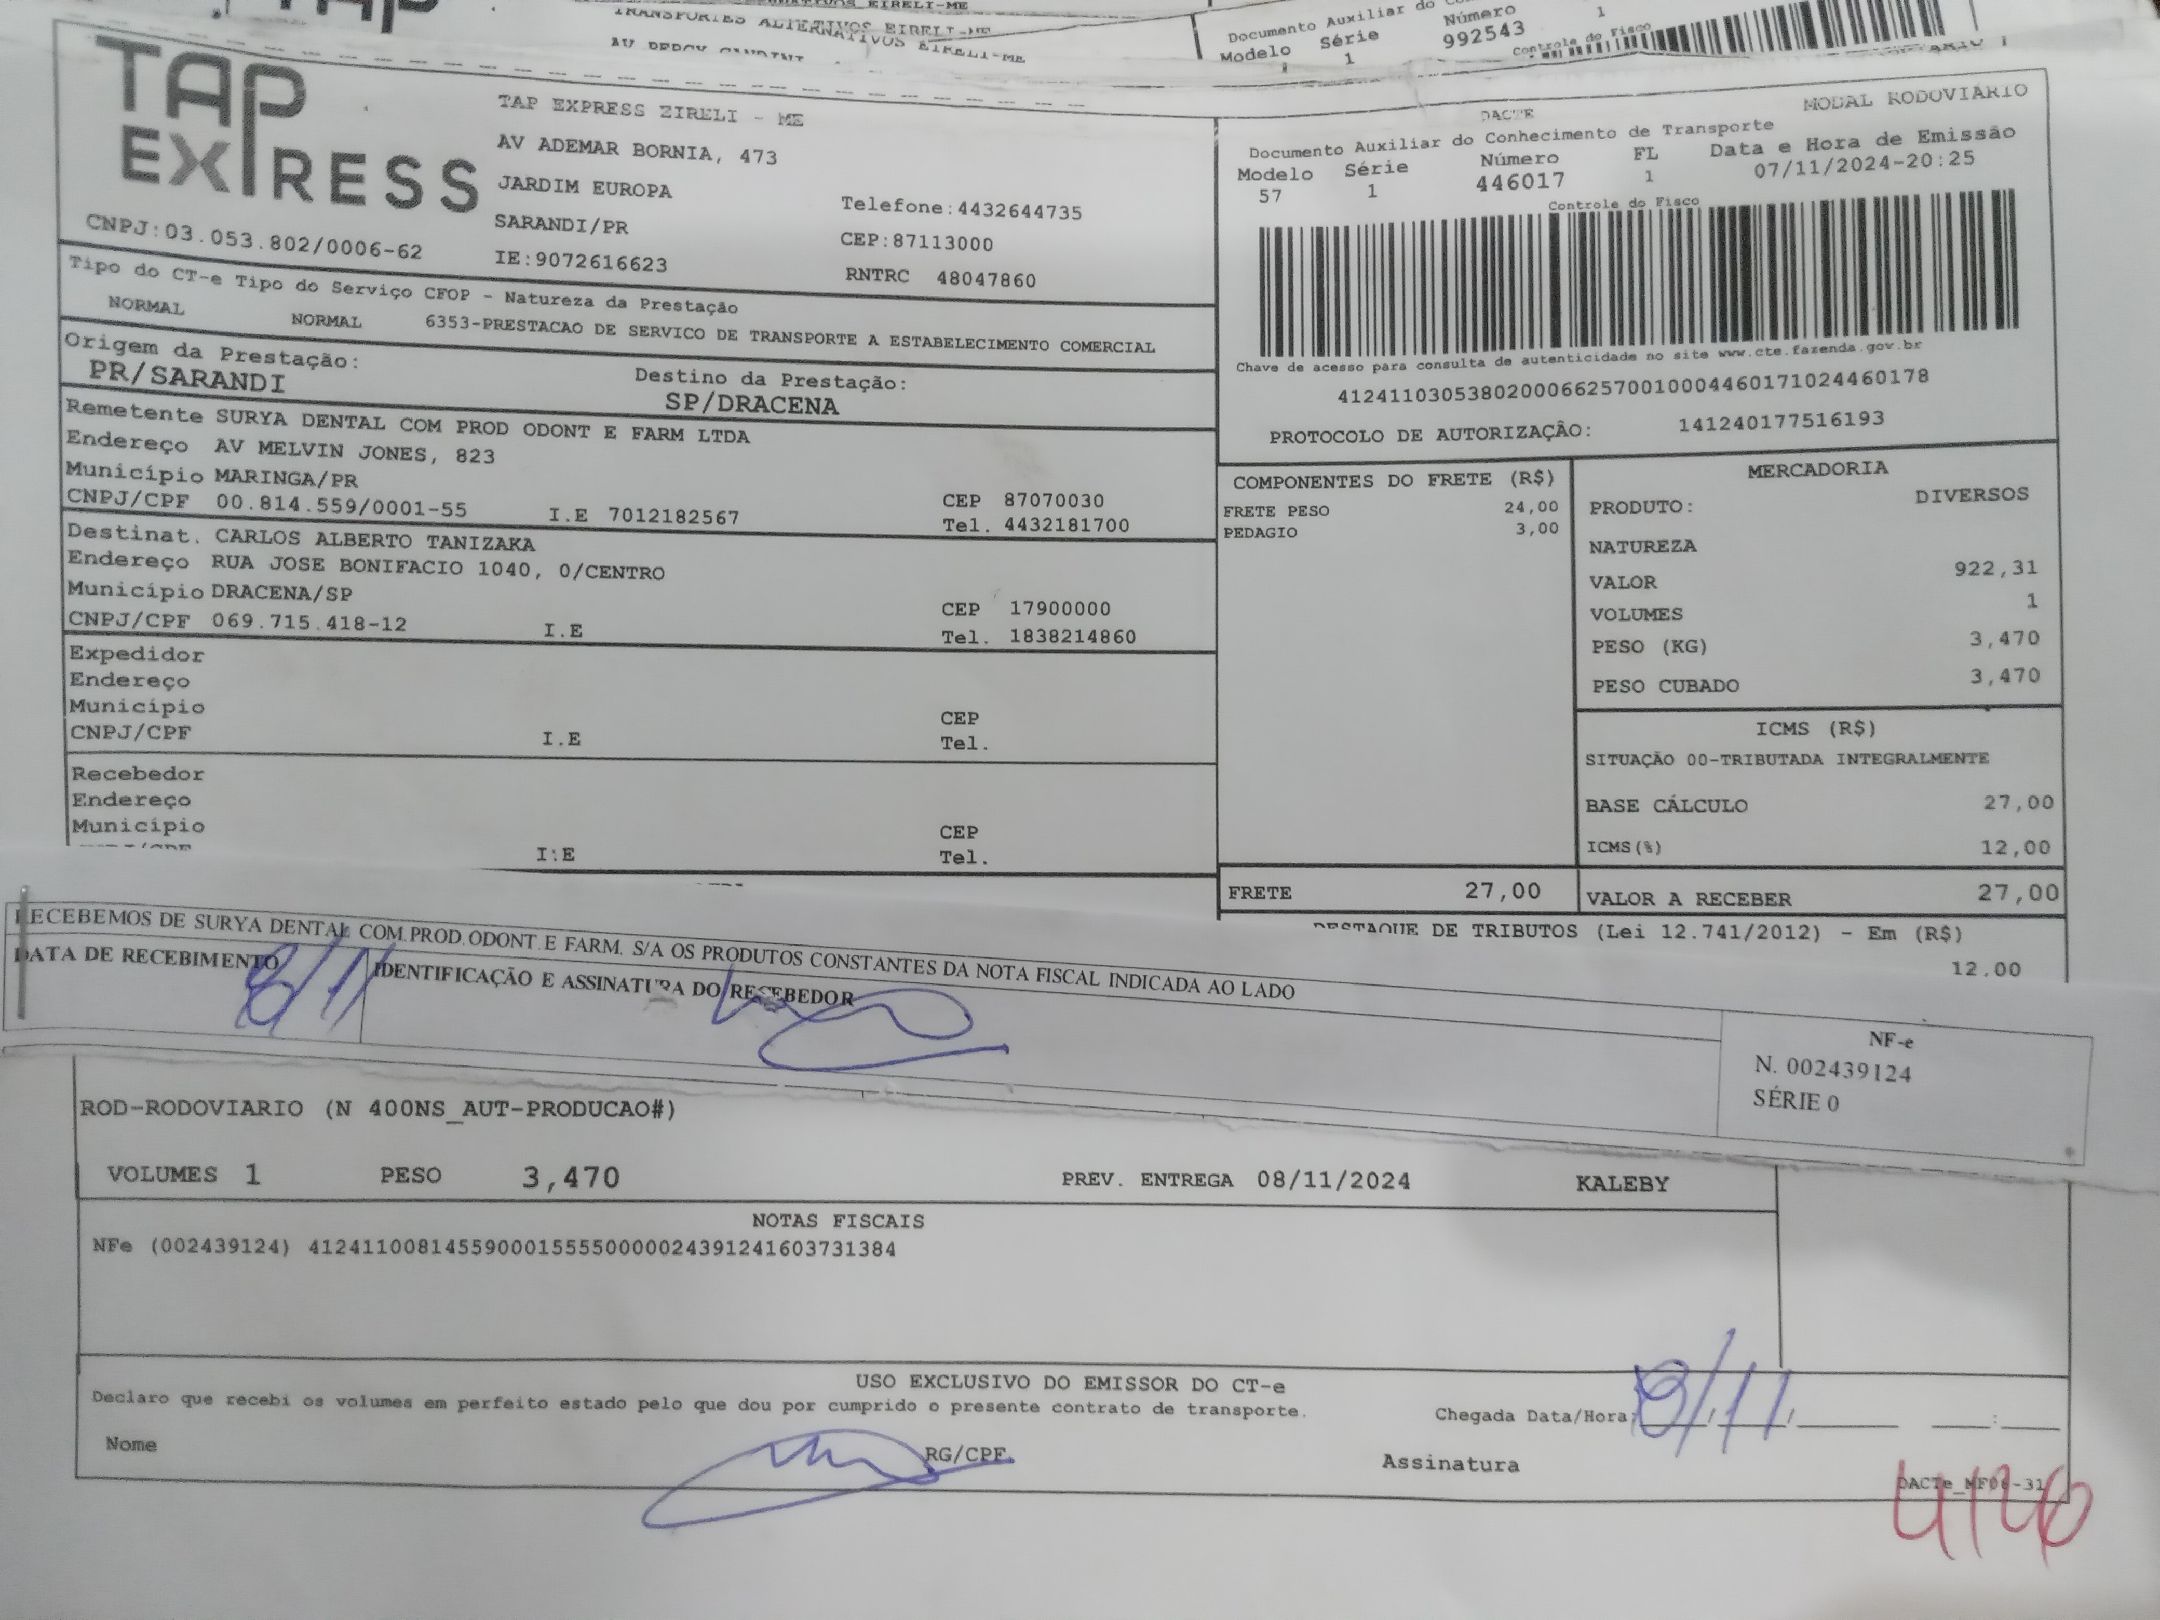 TRANSPORTES ALTERNATIVOS EIRELI-ME
Documento Auxiliar do
Modelo Série Número 1
1 992543
Controle do Fisco
TAP
EXPRESS
CNPJ:03.053.802/0006-62
TAP EXPRESS ZIRELI - ME
AV ADEMAR BORNIA, 473
JARDIM EUROPA
SARANDI/PR
IE:9072616623
Telefone:4432644735
CEP:87113000
RNTRC 48047860
DACTE MODAL RODOVIARIO
Documento Auxiliar do Conhecimento de Transporte
Modelo Série Número FL Data e Hora de Emissão
57 1 446017 1 07/11/2024-20:25
Controle do Fisco
Chave de acesso para consulta de autenticidade no site www.cte.fazenda.gov.br
41241103053802000662570010004460171024460178
PROTOCOLO DE AUTORIZAÇÃO: 141240177516193
Tipo do CT-e Tipo do Serviço CFOP - Natureza da Prestação
NORMAL NORMAL 6353-PRESTACAO DE SERVICO DE TRANSPORTE A ESTABELECIMENTO COMERCIAL
Origem da Prestação: Destino da Prestação:
PR/SARANDI SP/DRACENA
Remetente SURYA DENTAL COM PROD ODONT E FARM LTDA
Endereço AV MELVIN JONES, 823
Município MARINGA/PR CEP 87070030
CNPJ/CPF 00.814.559/0001-55 I.E 7012182567 Tel. 4432181700
Destinat. CARLOS ALBERTO TANIZAKA
Endereço RUA JOSE BONIFACIO 1040, 0/CENTRO
Município DRACENA/SP CEP 17900000
CNPJ/CPF 069.715.418-12 I.E Tel. 1838214860
Expedidor
Endereço
Município CEP
CNPJ/CPF I.E Tel.
Recebedor
Endereço
Município CEP
I.E Tel.
COMPONENTES DO FRETE (R$)
FRETE PESO 24,00
PEDAGIO 3,00
FRETE 27,00
MERCADORIA
PRODUTO: DIVERSOS
NATUREZA
VALOR 922,31
VOLUMES 1
PESO (KG) 3,470
PESO CUBADO 3,470
ICMS (R$)
SITUAÇÃO 00-TRIBUTADA INTEGRALMENTE
BASE CÁLCULO 27,00
ICMS(%) 12,00
VALOR A RECEBER 27,00
DESTAQUE DE TRIBUTOS (Lei 12.741/2012) - Em (R$)
12.00
RECEBEMOS DE SURYA DENTAL COM.PROD.ODONT.E FARM. S/A OS PRODUTOS CONSTANTES DA NOTA FISCAL INDICADA AO LADO
DATA DE RECEBIMENTO IDENTIFICAÇÃO E ASSINATURA DO RECEBEDOR
8/11
NF-e
N. 002439124
SÉRIE 0
ROD-RODOVIARIO (N 400NS_AUT-PRODUCAO#)
VOLUMES 1 PESO 3,470 PREV. ENTREGA 08/11/2024 KALEBY
NOTAS FISCAIS
NFe (002439124) 41241100814559000155550000024391241603731384
USO EXCLUSIVO DO EMISSOR DO CT-e
Declaro que recebi os volumes em perfeito estado pelo que dou por cumprido o presente contrato de transporte.
Chegada Data/Hora: 8/11
Nome RG/CPF. Assinatura